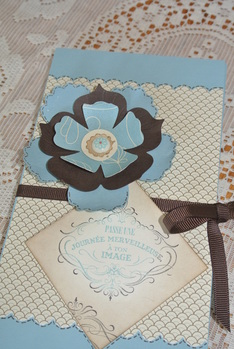 PASSE UNE
JOURNÉE MERVEILLEUSE
À TON
IMAGE